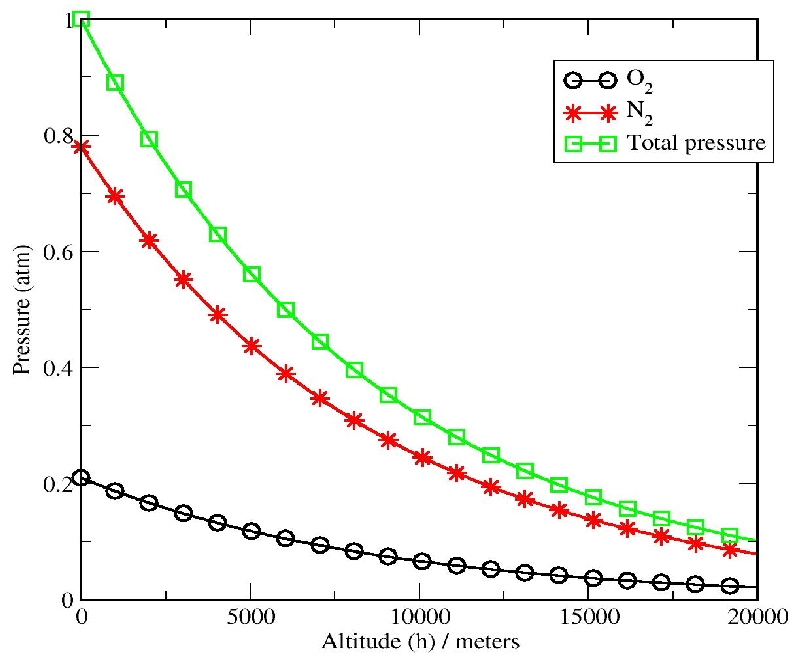 1
0.8
0.6
0.4
0.2
0
Pressure (atm)
O2
N2
Total pressure
0 5000 10000 15000 20000
Altitude (h) / meters